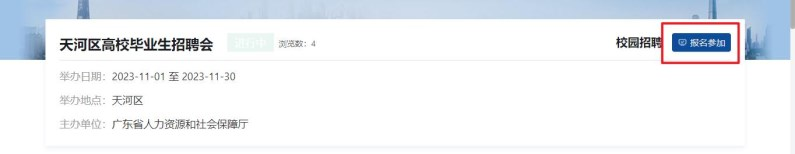 天河区高校毕业生招聘会 进行中 浏览数：4 校园招聘 报名参加
举办日期：2023-11-01 至 2023-11-30
举办地点：天河区
主办单位：广东省人力资源和社会保障厅